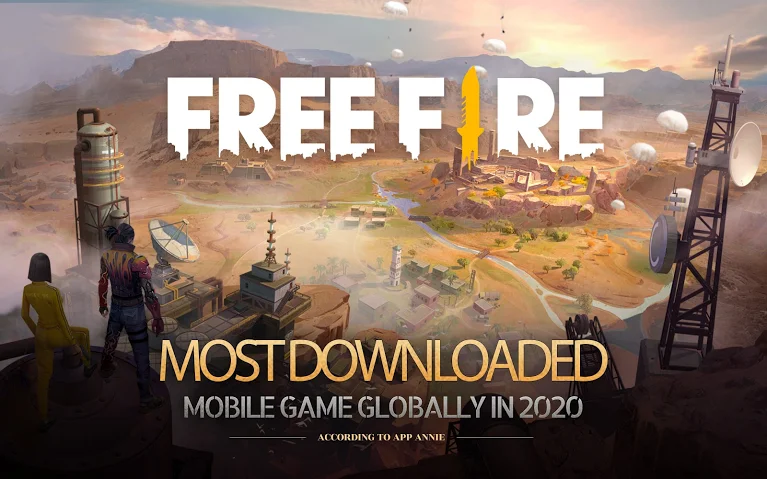 FREE FIRE
MOST DOWNLOADED
MOBILE GAME GLOBALLY IN 2020
ACCORDING TO APP ANNIE